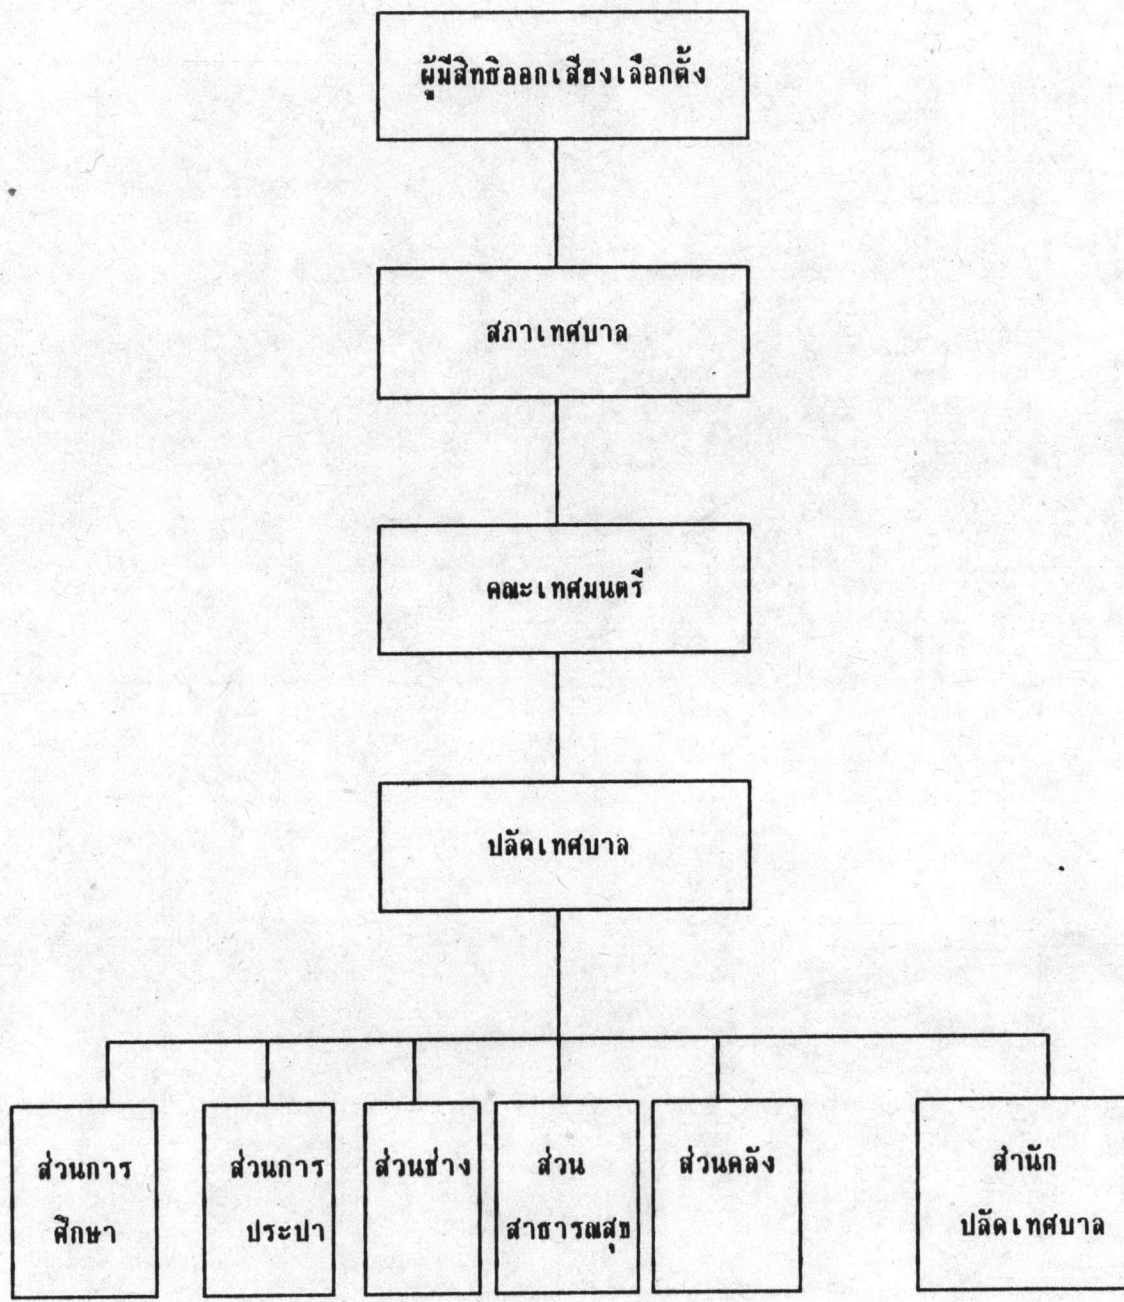 ผู้มีสิทธิออกเสียงเลือกตั้ง
สภาเทศบาล
คณะเทศมนตรี
ปลัดเทศบาล
ส่วนการ
ศึกษา
ส่วนการ
ประปา
ส่วนช่าง
ส่วน
สาธารณสุข
ส่วนคลัง
สำนัก
ปลัดเทศบาล